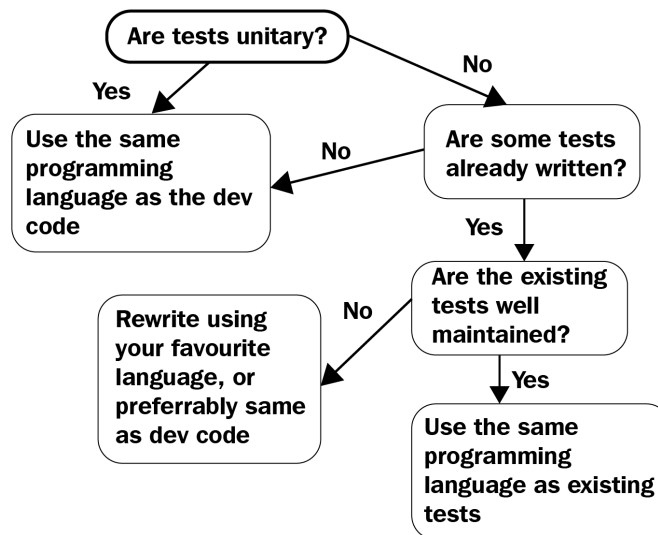 Are tests unitary?
No
Yes
Use the same
programming
language as the dev
code
No
Are some tests
already written?
Yes
Are the existing
tests well
maintained?
No
Rewrite using
your favourite
language, or
preferrably same
as dev code
Yes
Use the same
programming
language as existing
tests